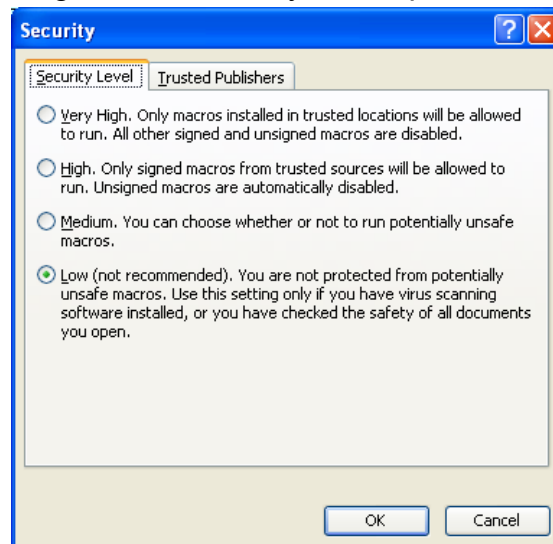 Security
Security Level Trusted Publishers
Very High. Only macros installed in trusted locations will be allowed
to run. All other signed and unsigned macros are disabled.
High. Only signed macros from trusted sources will be allowed to
run. Unsigned macros are automatically disabled.
Medium. You can choose whether or not to run potentially unsafe
macros.
Low (not recommended). You are not protected from potentially
unsafe macros. Use this setting only if you have virus scanning
software installed, or you have checked the safety of all documents
you open.
OK Cancel